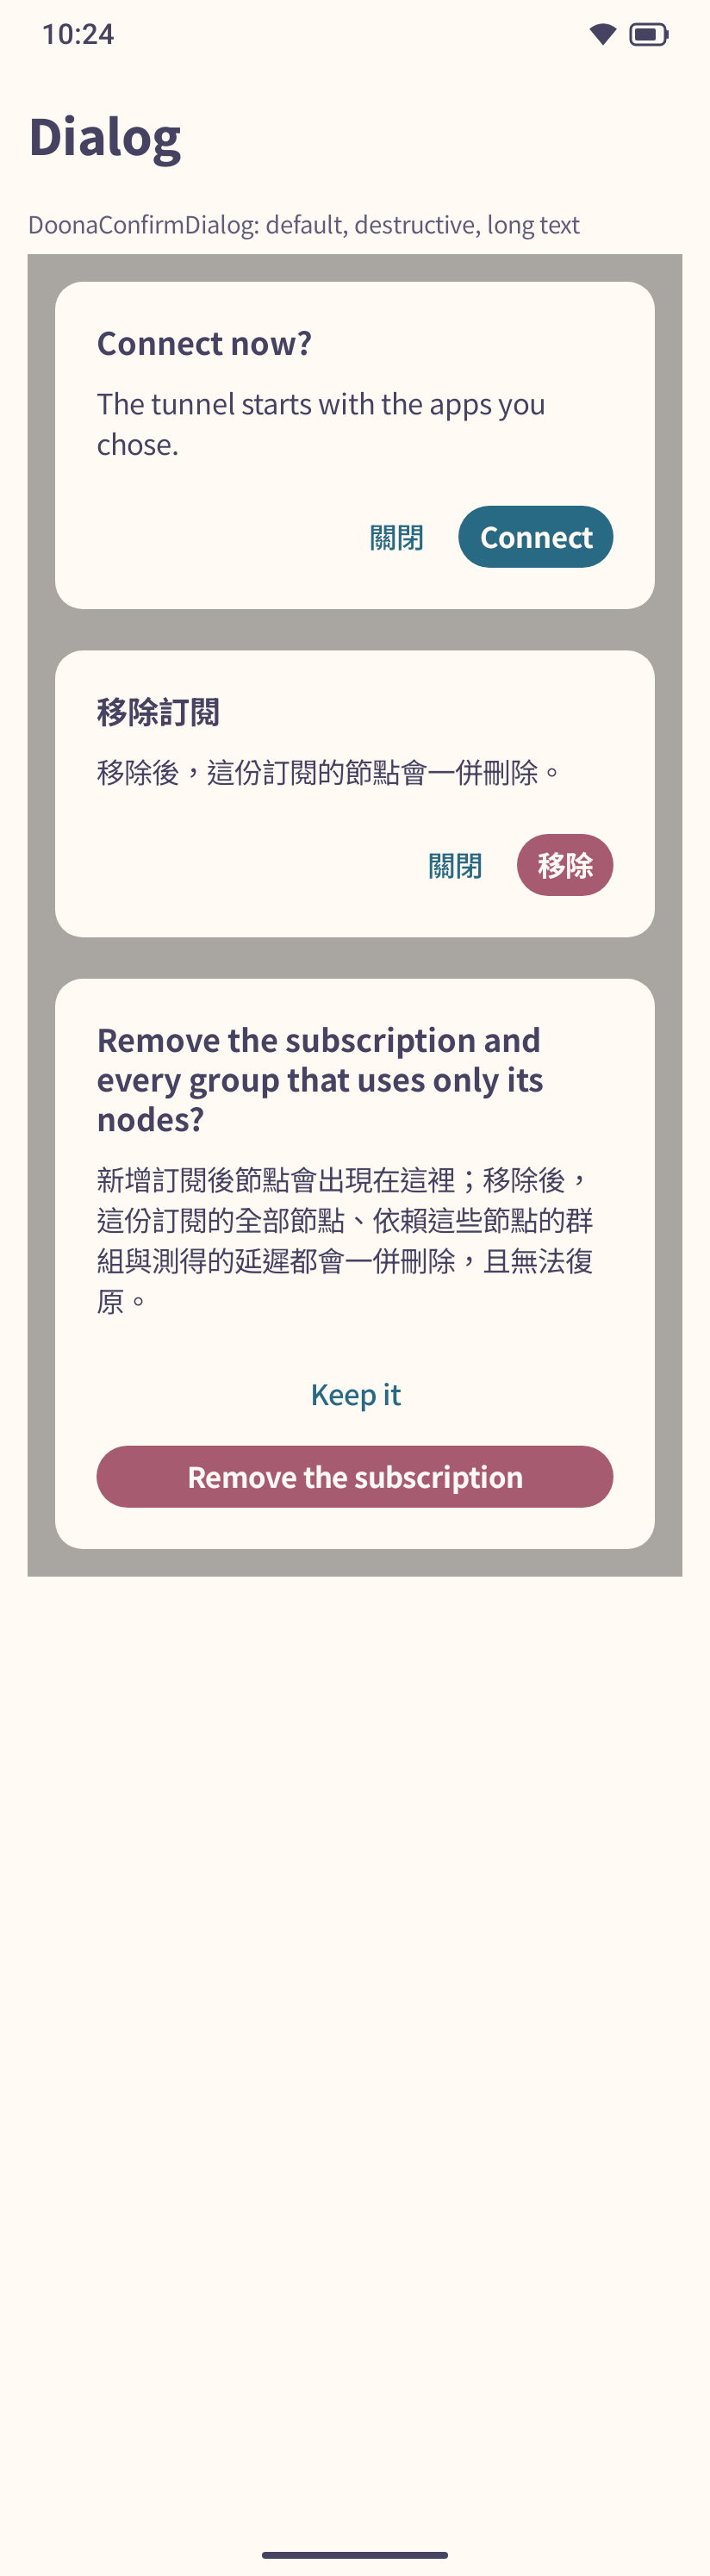 10:24
Dialog
DoonaConfirmDialog: default, destructive, long text
Connect now?
The tunnel starts with the apps you
chose.
關閉
Connect
移除訂閱
移除後，這份訂閱的節點會一併刪除。
關閉
移除
Remove the subscription and
every group that uses only its
nodes?
新增訂閱後節點會出現在這裡；移除後，
這份訂閱的全部節點、依賴這些節點的群
組與測得的延遲都會一併刪除，且無法復
原。
Keep it
Remove the subscription